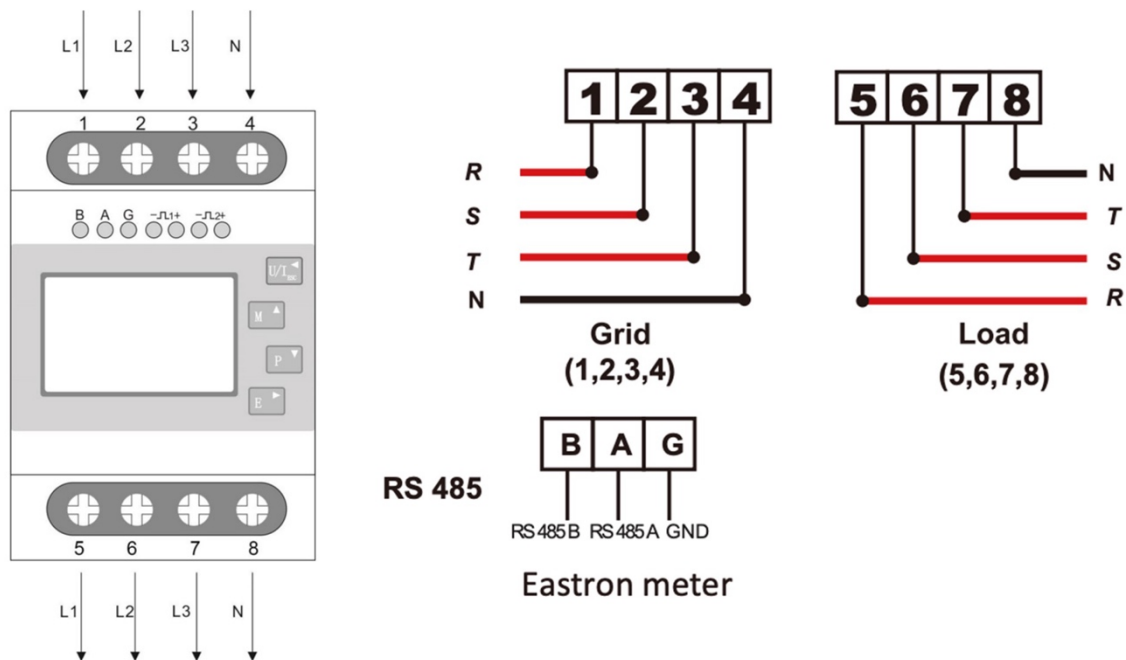 L1 L2 L3 N
1 2 3 4
B A G 1+ 2+
U/I
M
P
E
5 6 7 8
L1 L2 L3 N
1 2 3 4
R
S
T
N
Grid
(1,2,3,4)
5 6 7 8
N
T
S
R
Load
(5,6,7,8)
RS 485
B A G
RS485B RS485A GND
Eastron meter